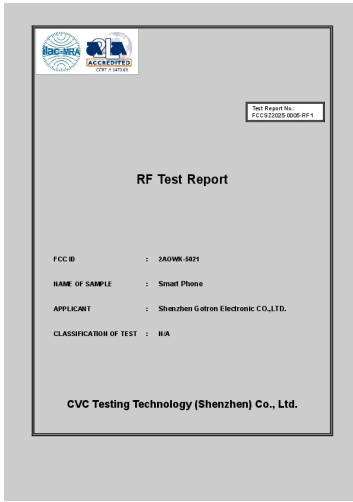 ilac-MRA
A2LA
ACCREDITED
Test Report No.:
FCCSZ2025-0005-RF1
RF Test Report
FCC ID : 2AOWK-5021
NAME OF SAMPLE : Smart Phone
APPLICANT : Shenzhen Gotron Electronic CO.,LTD.
CLASSIFICATION OF TEST : N/A
CVC Testing Technology (Shenzhen) Co., Ltd.